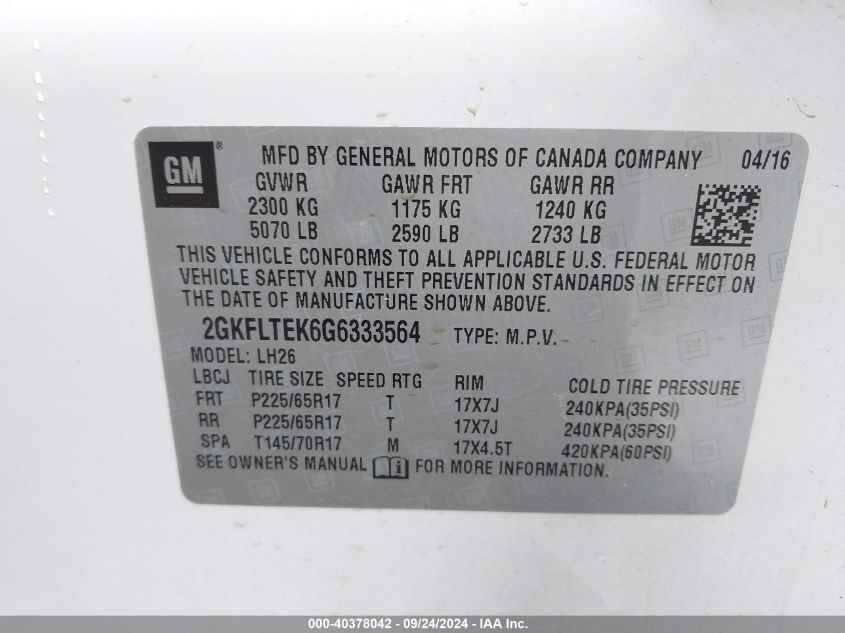 GM ® MFD BY GENERAL MOTORS OF CANADA COMPANY 04/16
GVWR GAWR FRT GAWR RR
2300 KG 1175 KG 1240 KG
5070 LB 2590 LB 2733 LB
THIS VEHICLE CONFORMS TO ALL APPLICABLE U.S. FEDERAL MOTOR
VEHICLE SAFETY AND THEFT PREVENTION STANDARDS IN EFFECT ON
THE DATE OF MANUFACTURE SHOWN ABOVE.
2GKFLTEK6G6333564 TYPE: M.P.V.
MODEL: LH26
LBCJ TIRE SIZE SPEED RTG RIM COLD TIRE PRESSURE
FRT P225/65R17 T 17X7J 240KPA(35PSI)
RR P225/65R17 T 17X7J 240KPA(35PSI)
SPA T145/70R17 M 17X4.5T 420KPA(60PSI)
SEE OWNER'S MANUAL FOR MORE INFORMATION.
000-40378042 / 09/24/2024 - IAA Inc.